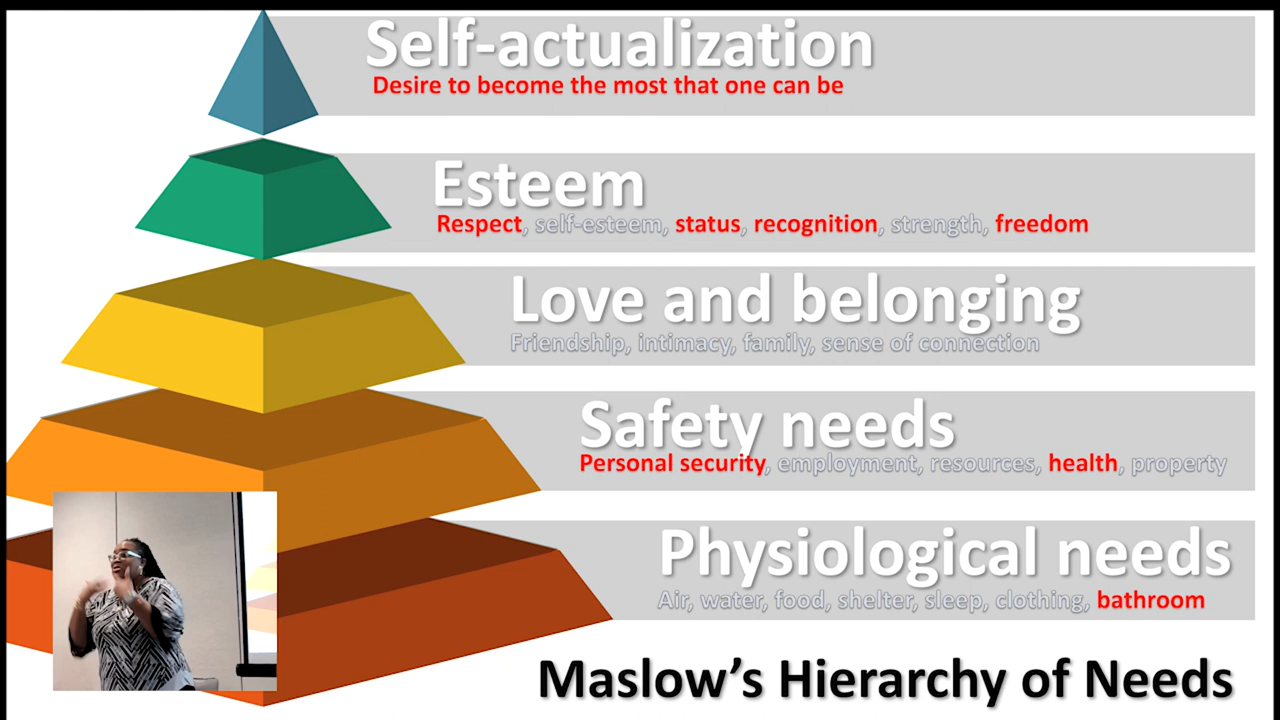 Self-actualization
Desire to become the most that one can be
Esteem
Respect, self-esteem, status, recognition, strength, freedom
Love and belonging
Friendship, intimacy, family, sense of connection
Safety needs
Personal security, employment, resources, health, property
Physiological needs
Air, water, food, shelter, sleep, clothing, bathroom
Maslow’s Hierarchy of Needs